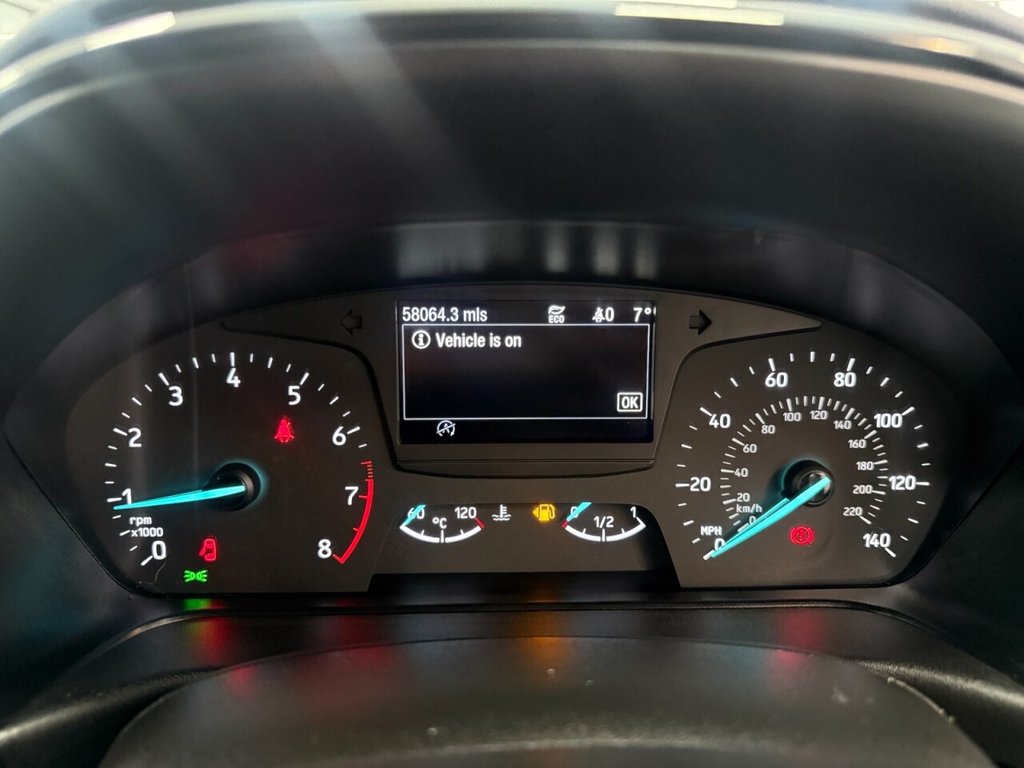 58064.3 mls ECO 40 7°
Vehicle is on
OK
A
0 1 2 3 4 5 6 7 8
rpm
x1000
60 °C 120
0 1/2 1
0 20 40 60 80 100 120 140
MPH
km/h
0 20 40 60 80 100 120 140 160 180 200 220